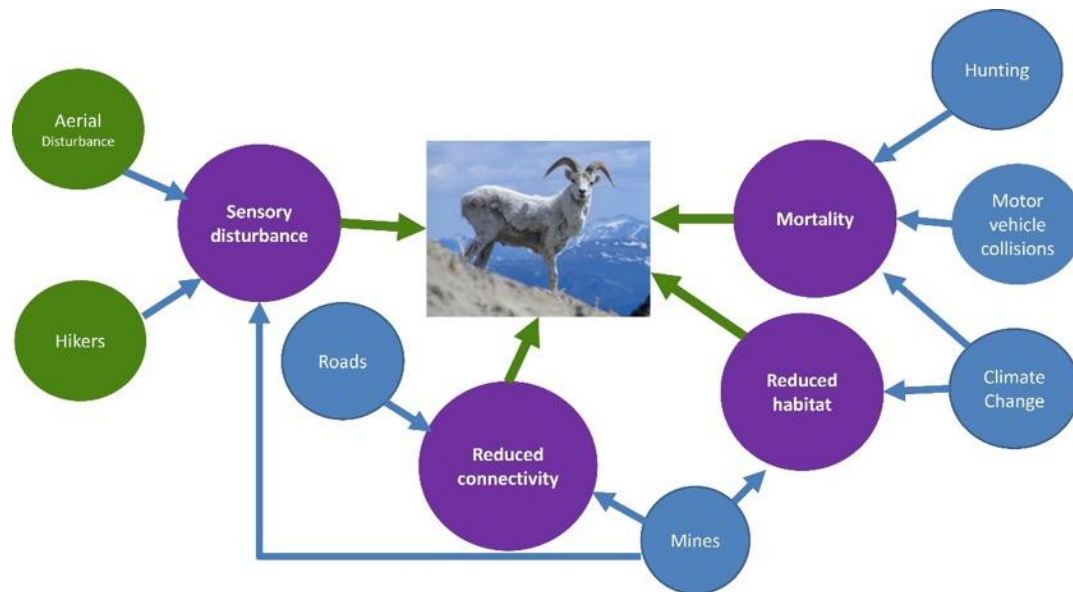 Hunting
Aerial
Disturbance
Sensory
disturbance
Mortality
Motor
vehicle
collisions
Hikers
Roads
Reduced
habitat
Climate
Change
Reduced
connectivity
Mines